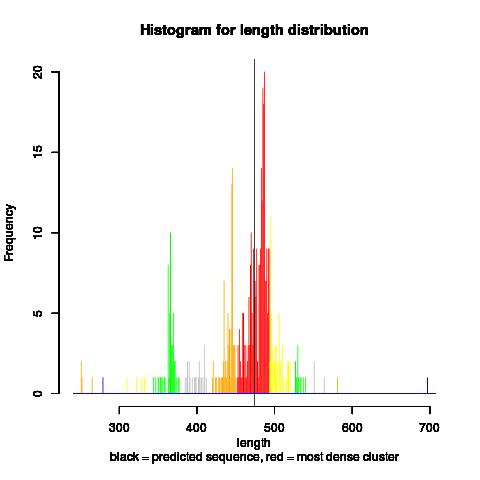 Histogram for length distribution
Frequency
20
15
10
5
0
300 400 500 600 700
length
black = predicted sequence, red = most dense cluster